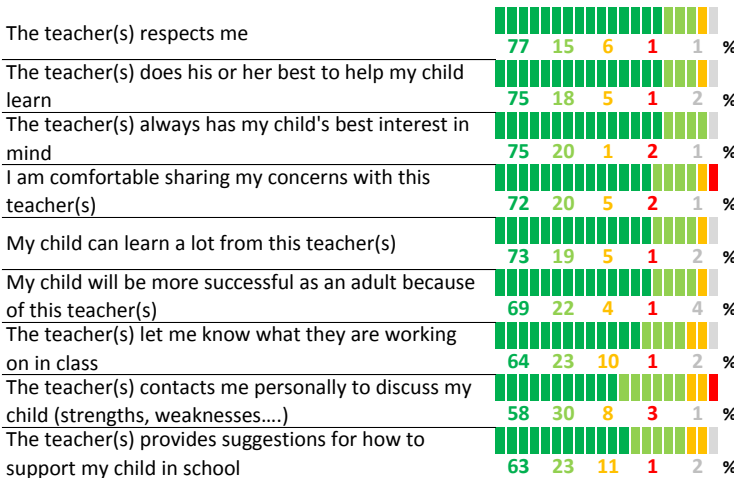 The teacher(s) respects me
77 15 6 1 1 %
The teacher(s) does his or her best to help my child
learn
75 18 5 1 2 %
The teacher(s) always has my child's best interest in
mind
75 20 1 2 1 %
I am comfortable sharing my concerns with this
teacher(s)
72 20 5 2 1 %
My child can learn a lot from this teacher(s)
73 19 5 1 2 %
My child will be more successful as an adult because
of this teacher(s)
69 22 4 1 4 %
The teacher(s) let me know what they are working
on in class
64 23 10 1 2 %
The teacher(s) contacts me personally to discuss my
child (strengths, weaknesses....)
58 30 8 3 1 %
The teacher(s) provides suggestions for how to
support my child in school
63 23 11 1 2 %